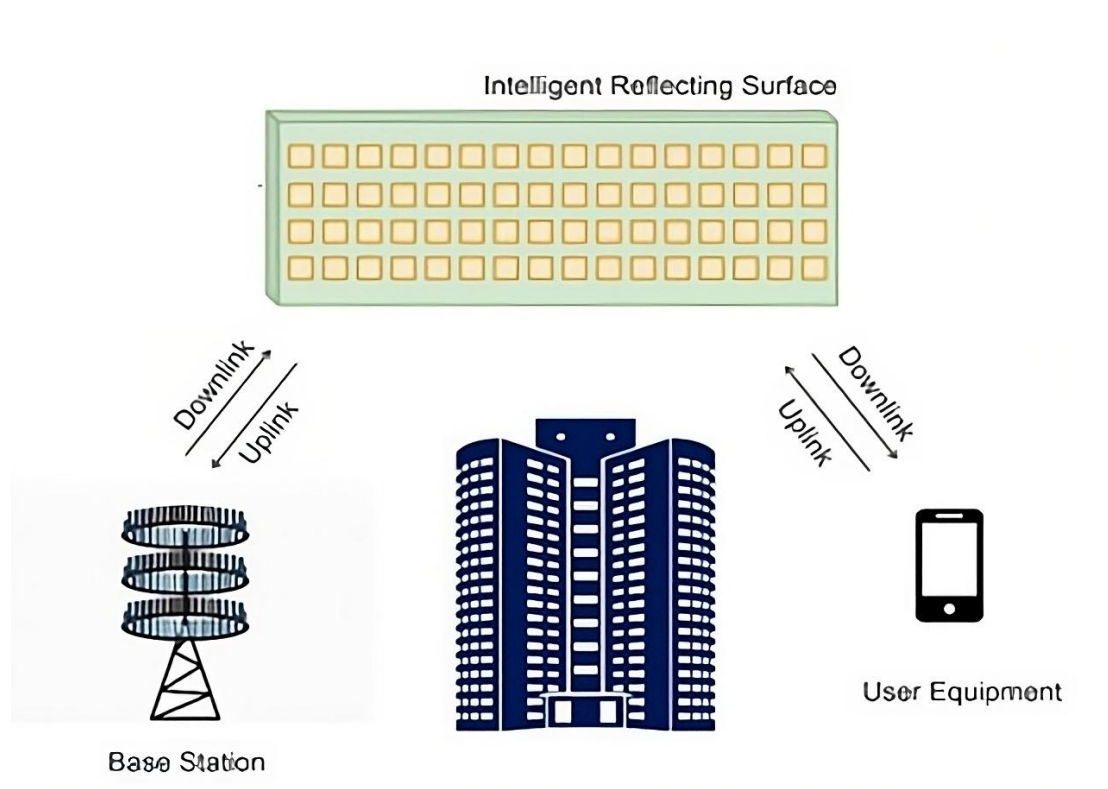 Intelligent Reflecting Surface
Downlink
Uplink
Downlink
Uplink
User Equipment
Base Station